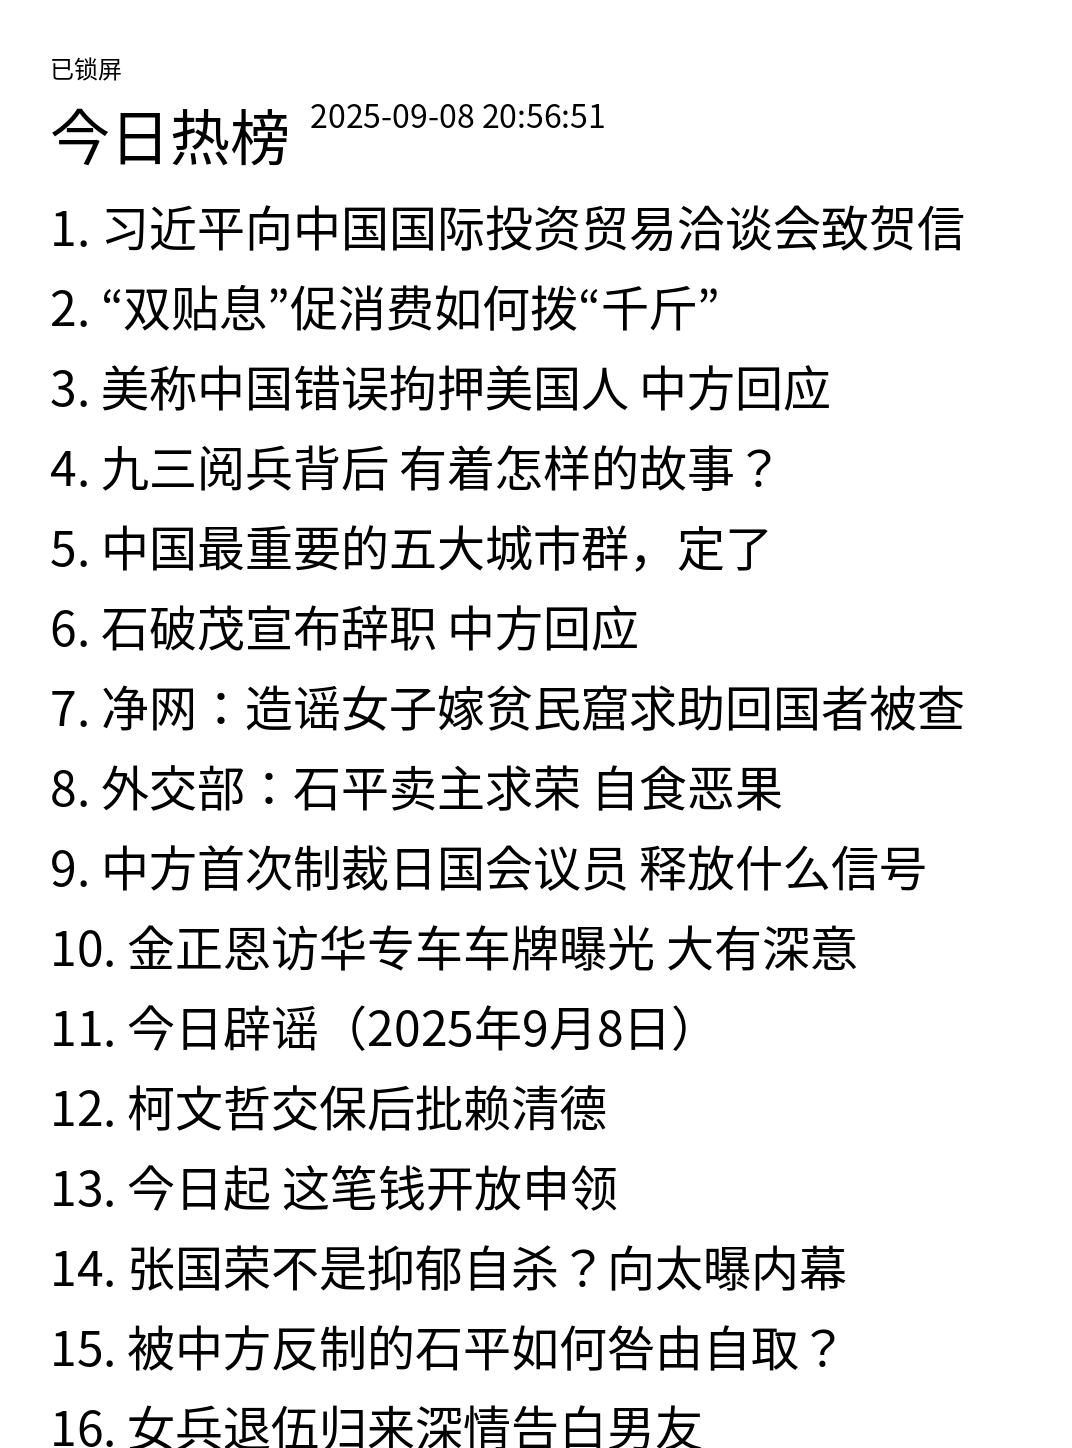 已锁屏
今日热榜 2025-09-08 20:56:51
1. 习近平向中国国际投资贸易洽谈会致贺信
2. “双贴息”促消费如何拨“千斤”
3. 美称中国错误拘押美国人 中方回应
4. 九三阅兵背后 有着怎样的故事？
5. 中国最重要的五大城市群，定了
6. 石破茂宣布辞职 中方回应
7. 净网：造谣女子嫁贫民窟求助回国者被查
8. 外交部：石平卖主求荣 自食恶果
9. 中方首次制裁日国会议员 释放什么信号
10. 金正恩访华专车车牌曝光 大有深意
11. 今日辟谣（2025年9月8日）
12. 柯文哲交保后批赖清德
13. 今日起 这笔钱开放申领
14. 张国荣不是抑郁自杀？向太曝内幕
15. 被中方反制的石平如何咎由自取？
16. 女兵退伍归来深情告白男友